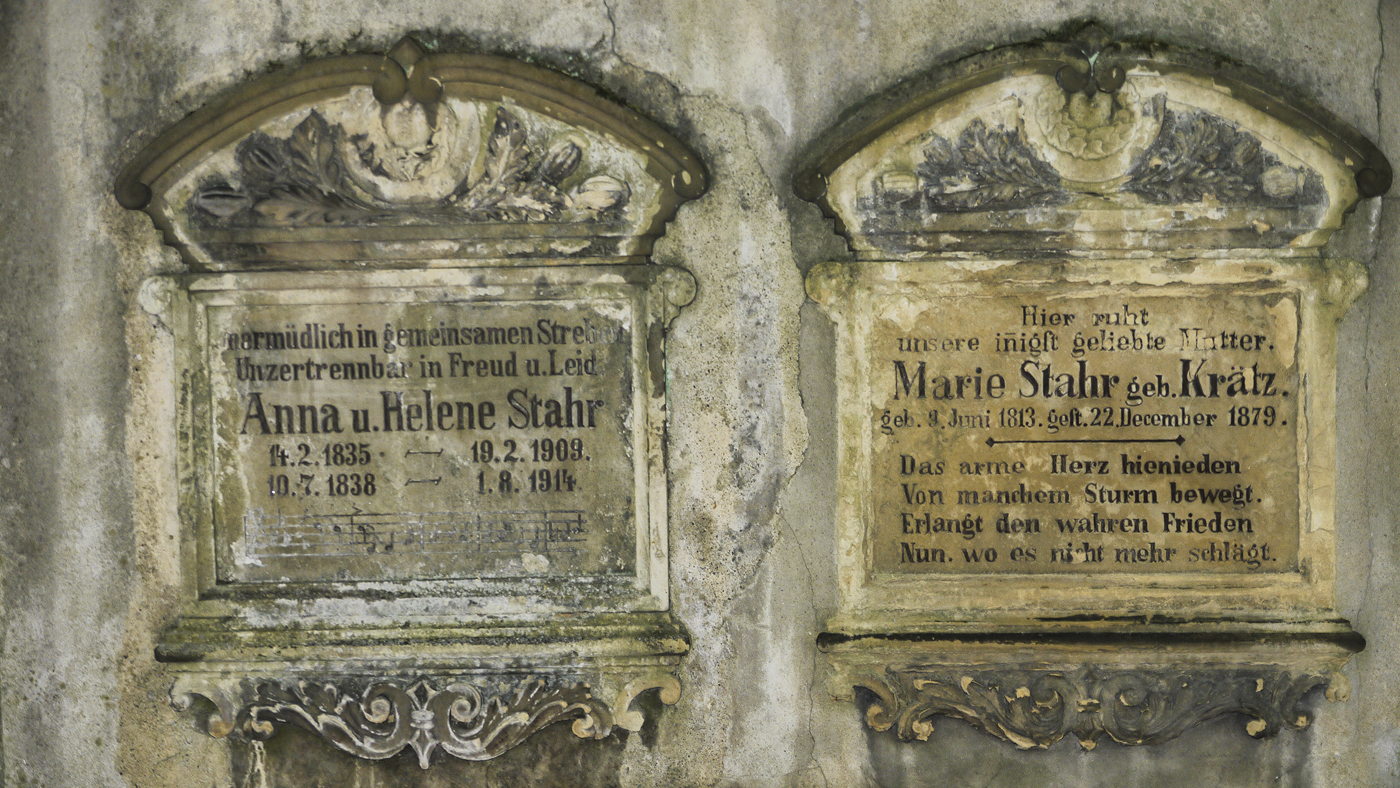 nermüdlich in gemeinsamen Streben
Unzertrennbar in Freud u. Leid
Anna u. Helene Stahr
14.2.1835 — 19.2.1909.
10.7.1838 — 1.8.1914.
Hier ruht
unsere iñigſt geliebte Mutter.
Marie Stahr geb. Krätz.
geb. 9. Juni 1813. geſt. 22. December 1879.
Das arme Herz hienieden
Von manchem Sturm bewegt.
Erlangt den wahren Frieden
Nun. wo es nicht mehr schlägt.